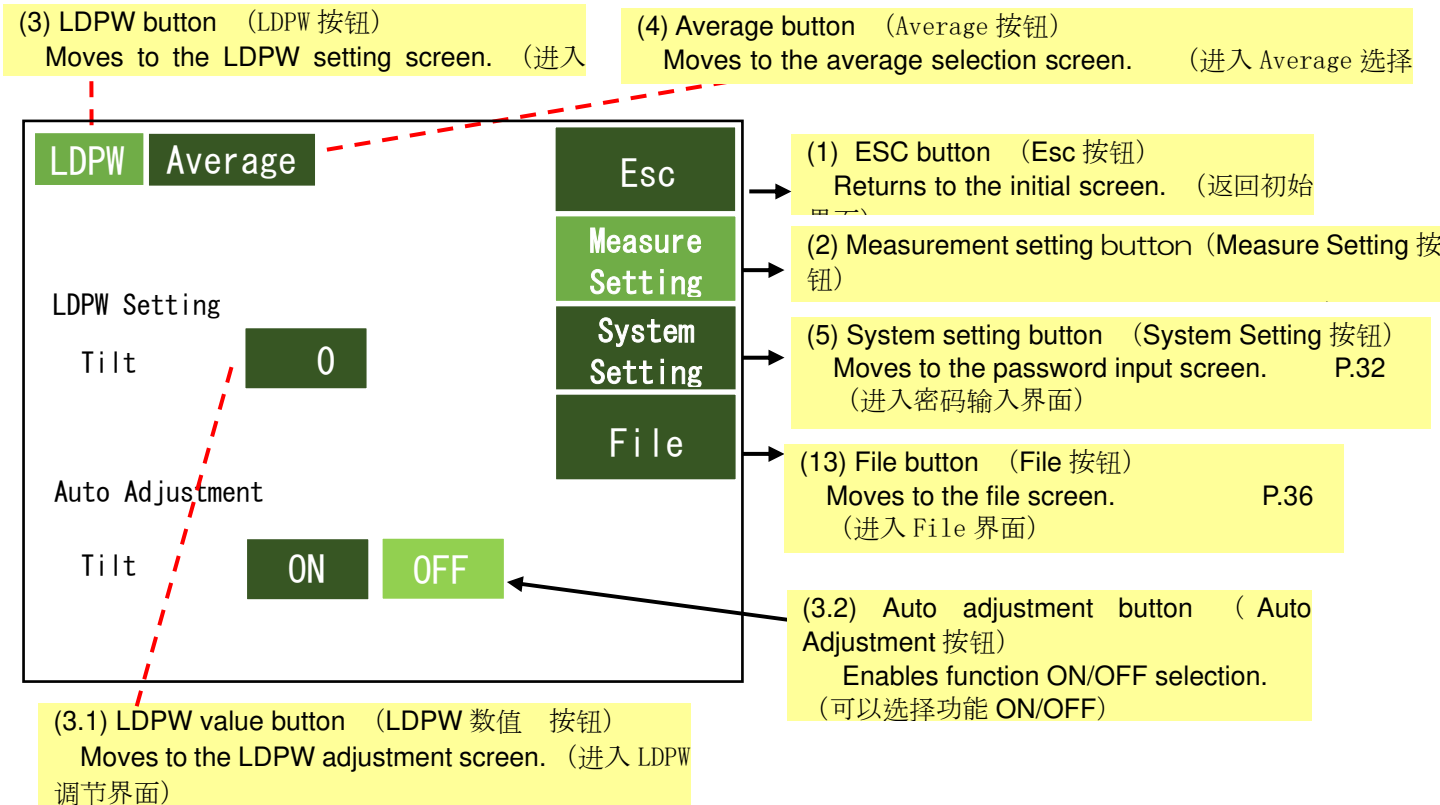 (3) LDPW button （LDPW 按钮）
Moves to the LDPW setting screen. （进入
(4) Average button （Average 按钮）
Moves to the average selection screen. （进入 Average 选择
LDPW Average
Esc
Measure
Setting
System
Setting
File
LDPW Setting
Tilt 0
Auto Adjustment
Tilt ON OFF
(1) ESC button （Esc 按钮）
Returns to the initial screen. （返回初始
(2) Measurement setting button（Measure Setting 按
钮）
(5) System setting button （System Setting 按钮）
Moves to the password input screen. P.32
（进入密码输入界面）
(13) File button （File 按钮）
Moves to the file screen. P.36
（进入 File 界面）
(3.2) Auto adjustment button （ Auto
Adjustment 按钮）
Enables function ON/OFF selection.
（可以选择功能 ON/OFF）
(3.1) LDPW value button （LDPW 数值 按钮）
Moves to the LDPW adjustment screen. （进入 LDPW
调节界面）